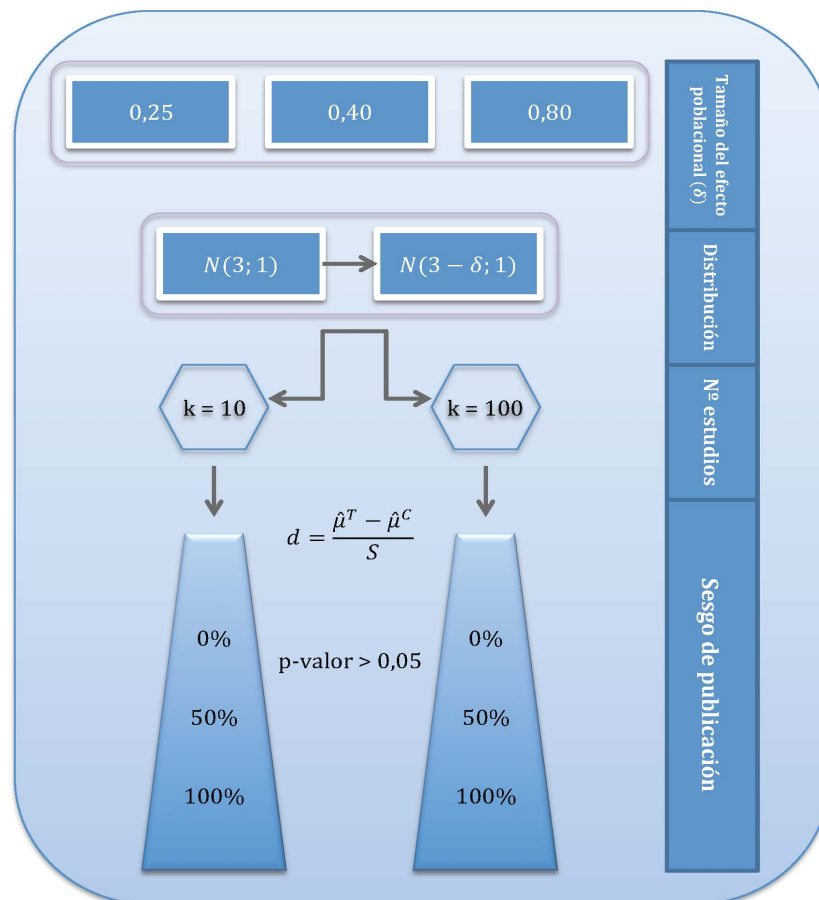 0,25
0,40
0,80
Tamaño del efecto
poblacional (δ)
N(3; 1)
N(3 − δ; 1)
Distribución
k = 10
k = 100
Nº estudios
d = (μ̂ᵀ − μ̂ᶜ) / S
0%
0%
p-valor > 0,05
50%
50%
100%
100%
Sesgo de publicación